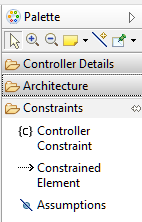 Palette
Controller Details
Architecture
Constraints
{c} Controller
Constraint
Constrained
Element
Assumptions